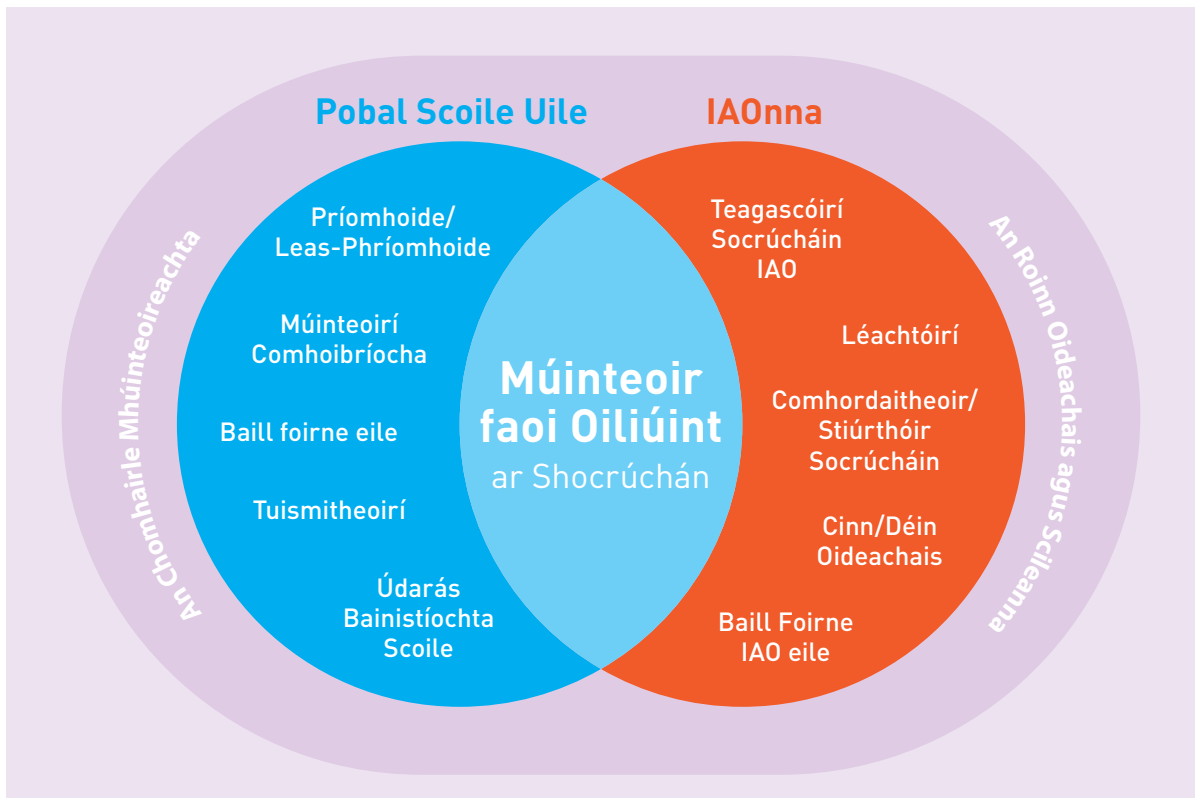 Pobal Scoile Uile
IAOnna
An Chomhairle Mhúinteoireachta
Príomhoide/
Leas-Phríomhoide
Múinteoirí
Comhoibríocha
Baill foirne eile
Tuismitheoirí
Údarás
Bainistíochta
Scoile
Múinteoir
faoi Oiliúint
ar Shocrúchán
Teagascóirí
Socrúcháin
IAO
Léachtóirí
Comhordaitheoir/
Stiúrthóir
Socrúcháin
Cinn/Déin
Oideachais
Baill Foirne
IAO eile
An Roinn Oideachais agus Scileanna